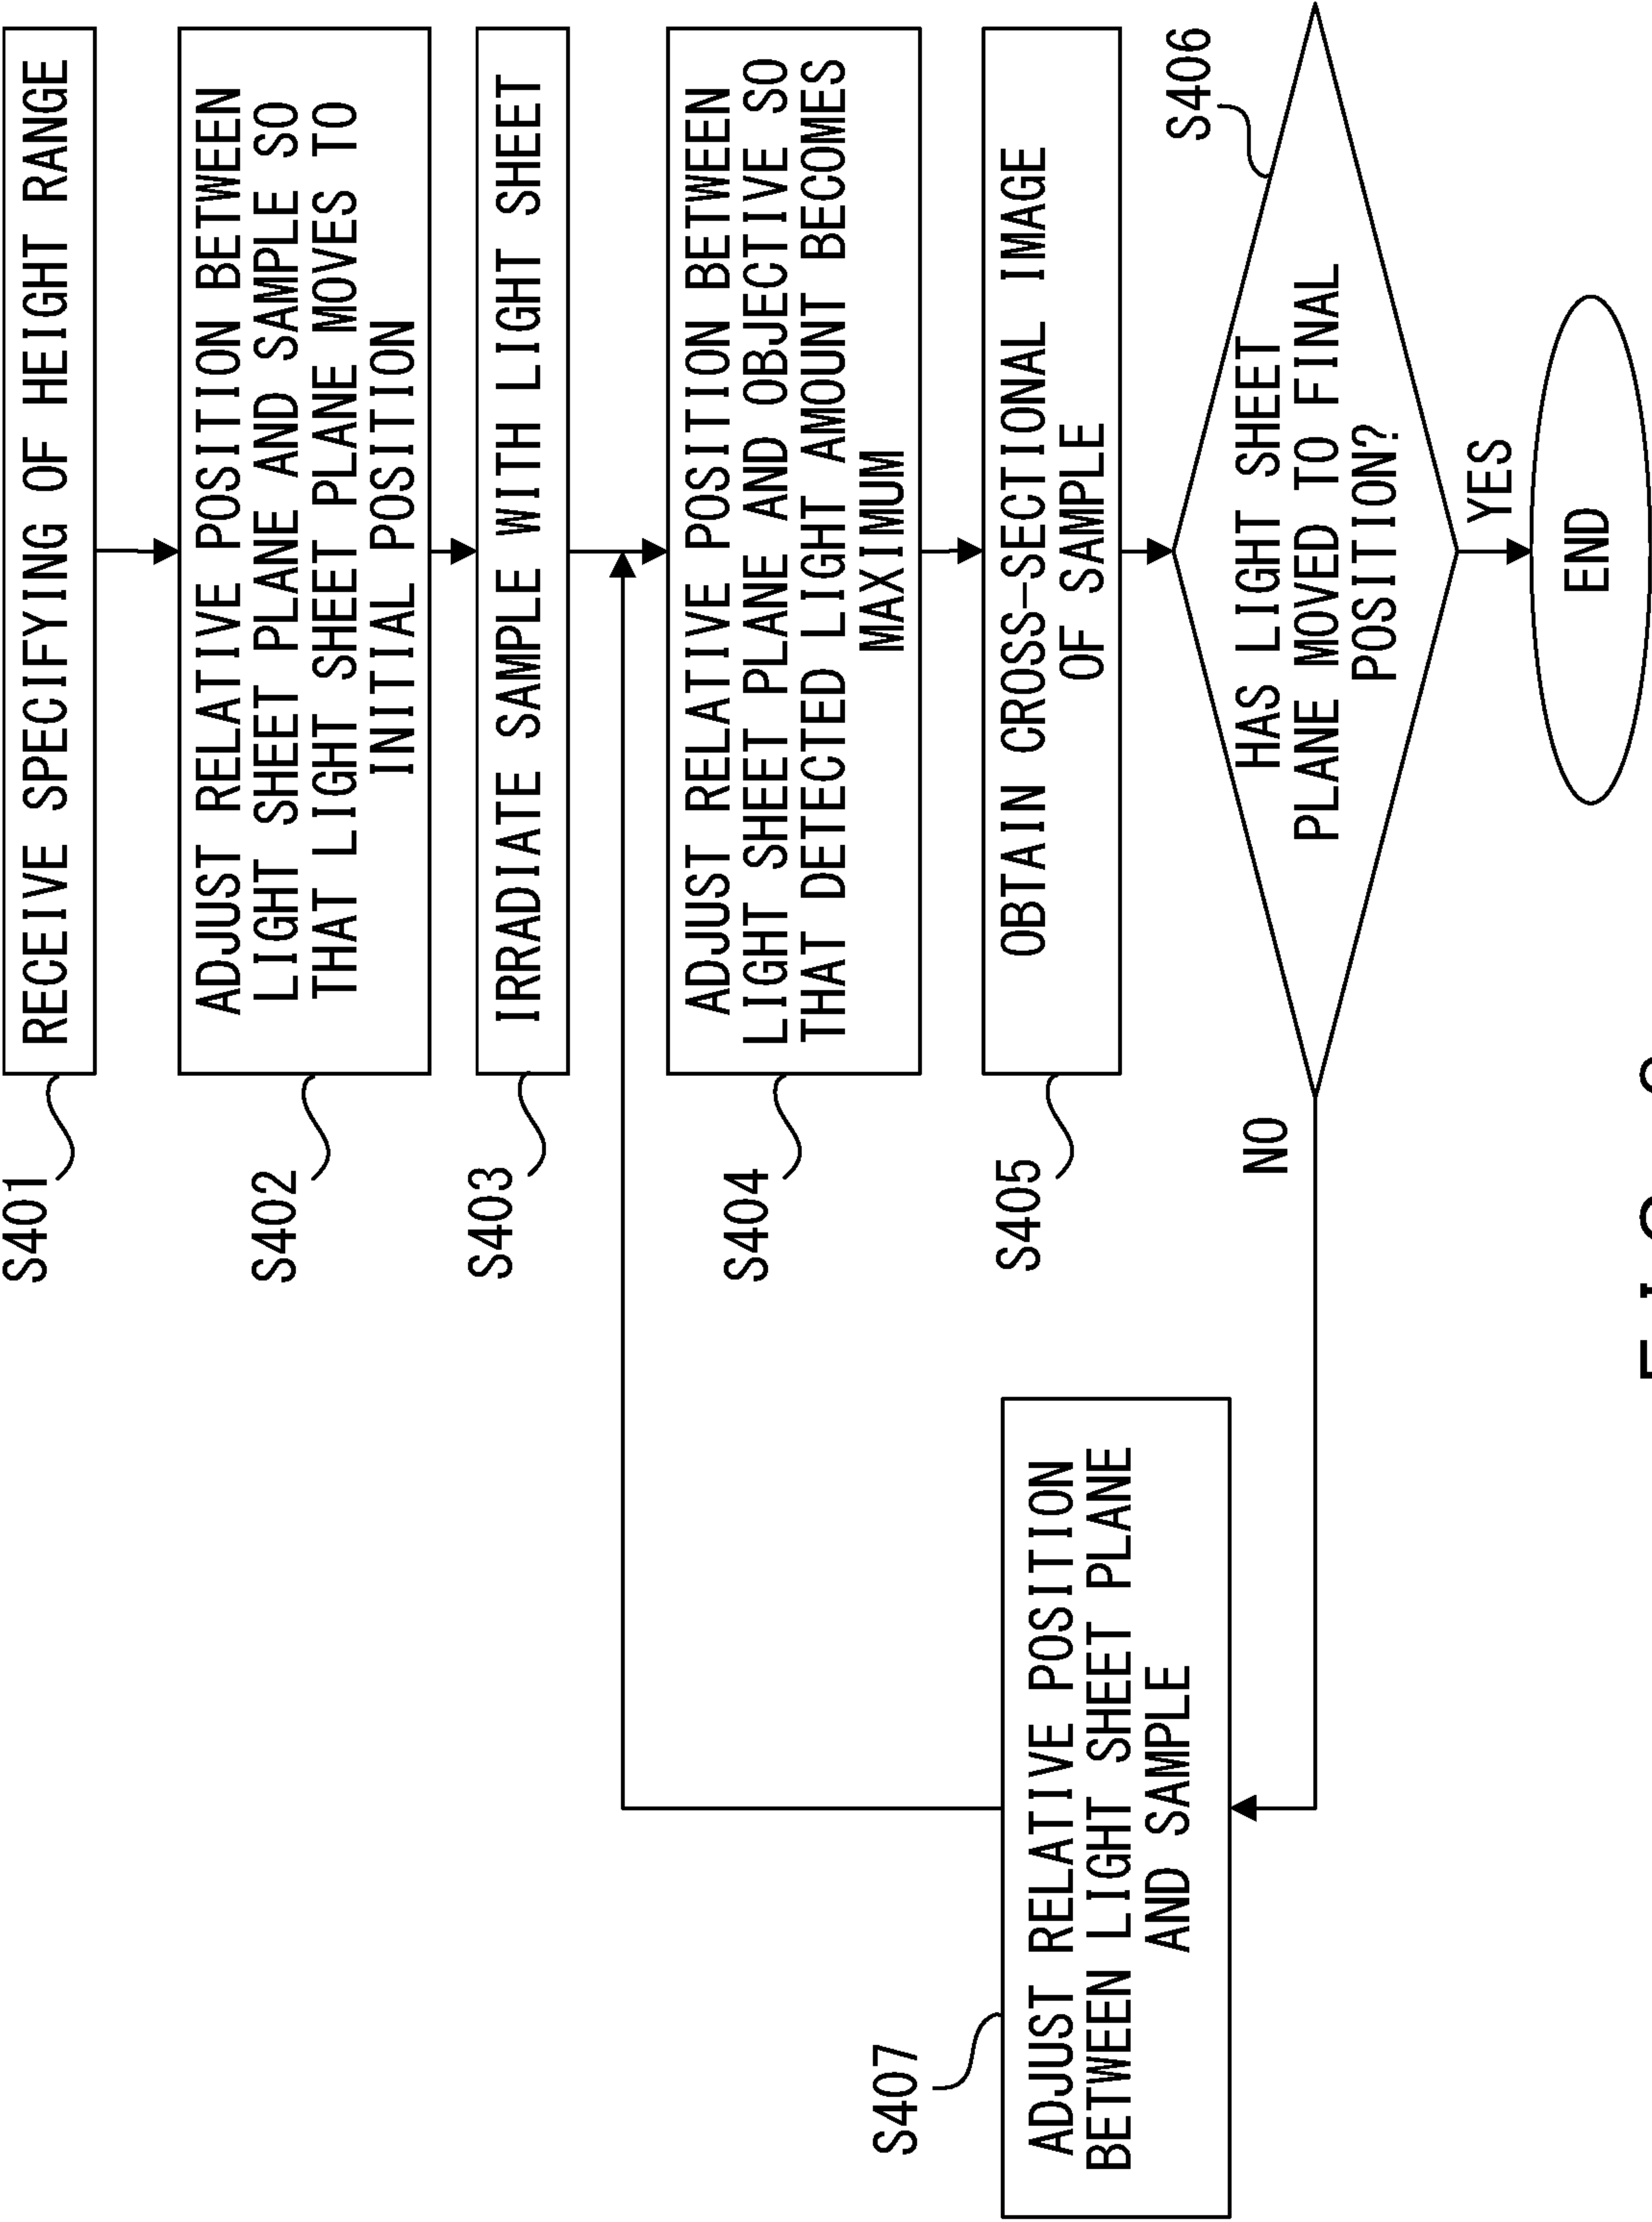 S401
RECEIVE SPECIFYING OF HEIGHT RANGE
S402
ADJUST RELATIVE POSITION BETWEEN
LIGHT SHEET PLANE AND SAMPLE SO
THAT LIGHT SHEET PLANE MOVES TO
INITIAL POSITION
S403
IRRADIATE SAMPLE WITH LIGHT SHEET
S404
ADJUST RELATIVE POSITION BETWEEN
LIGHT SHEET PLANE AND OBJECTIVE SO
THAT DETECTED LIGHT AMOUNT BECOMES
MAXIMUM
S405
OBTAIN CROSS-SECTIONAL IMAGE
OF SAMPLE
S406
HAS LIGHT SHEET
PLANE MOVED TO FINAL
POSITION?
NO
YES
S407
ADJUST RELATIVE POSITION
BETWEEN LIGHT SHEET PLANE
AND SAMPLE
END